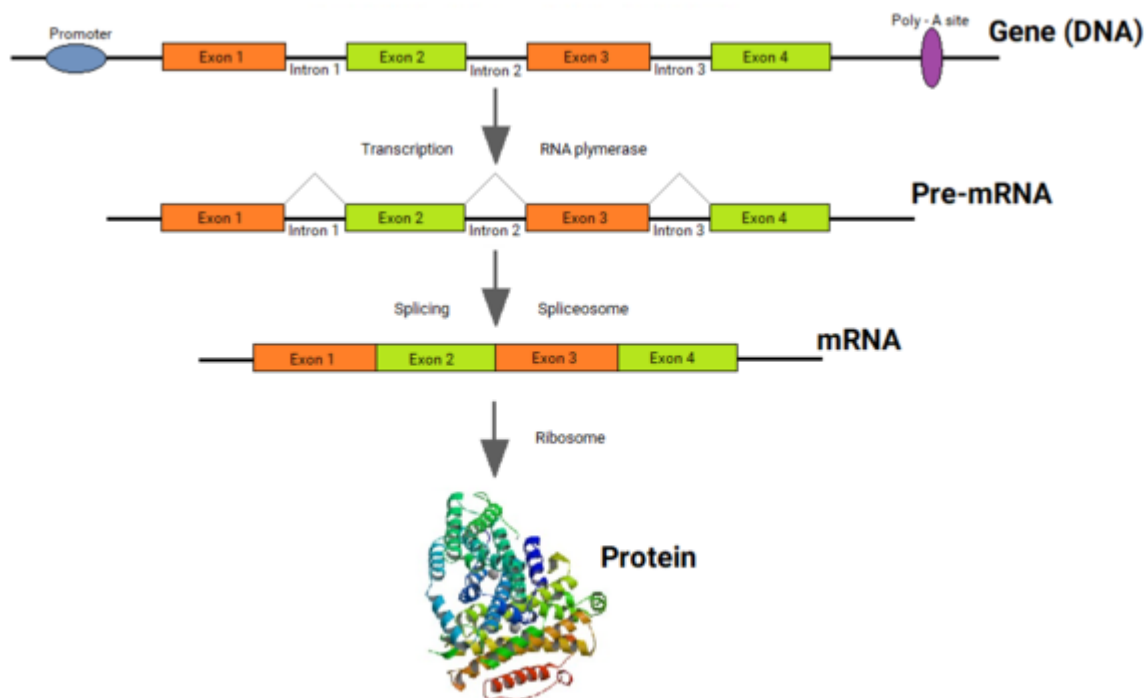 Promoter
Poly - A site
Gene (DNA)
Exon 1
Exon 2
Exon 3
Exon 4
Intron 1
Intron 2
Intron 3
Transcription
RNA plymerase
Pre-mRNA
Exon 1
Exon 2
Exon 3
Exon 4
Intron 1
Intron 2
Intron 3
Splicing
Spliceosome
mRNA
Exon 1
Exon 2
Exon 3
Exon 4
Ribosome
Protein